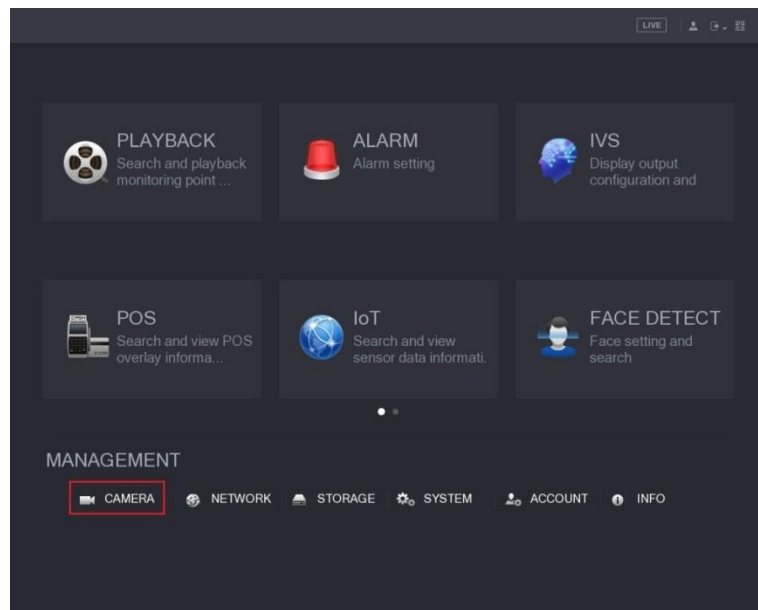 LIVE
PLAYBACK
Search and playback
monitoring point ...
ALARM
Alarm setting
IVS
Display output
configuration and
POS
Search and view POS
overlay informa...
IoT
Search and view
sensor data informati.
FACE DETECT
Face setting and
search
MANAGEMENT
CAMERA NETWORK STORAGE SYSTEM ACCOUNT INFO